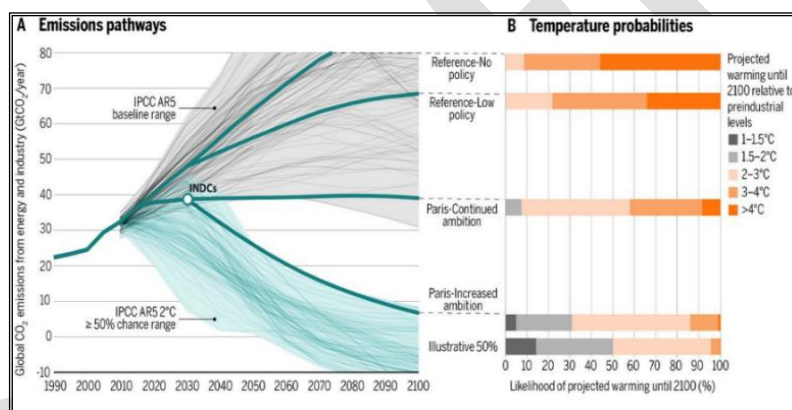 A Emissions pathways
Global CO₂ emissions from energy and industry (GtCO₂/year)
80
70
60
50
40
30
20
10
0
-10
IPCC AR5
baseline range
INDCs
IPCC AR5 2°C
≥ 50% chance range
1990 2000 2010 2020 2030 2040 2050 2060 2070 2080 2090 2100
Reference-No
policy
Reference-Low
policy
Paris-Continued
ambition
Paris-Increased
ambition
Illustrative 50%
B Temperature probabilities
0 10 20 30 40 50 60 70 80 90 100
Likelihood of projected warming until 2100 (%)
Projected
warming until
2100 relative to
preindustrial
levels
1–1.5°C
1.5–2°C
2–3°C
3–4°C
>4°C